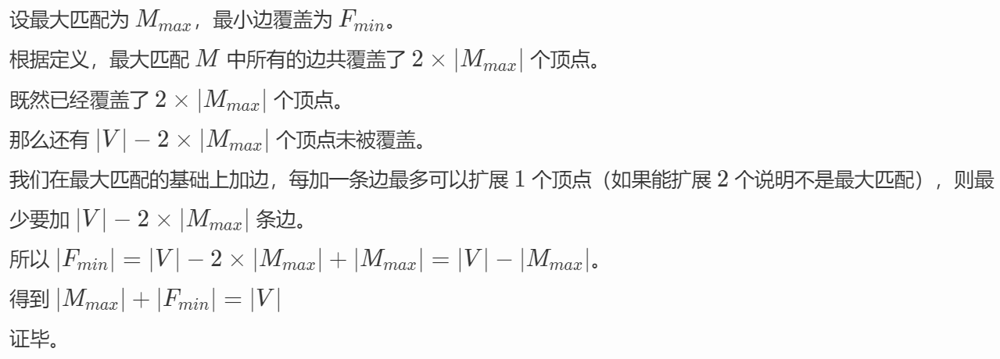 设最大匹配为 $M_{max}$，最小边覆盖为 $F_{min}$。
根据定义，最大匹配 $M$ 中所有的边共覆盖了 $2 \times |M_{max}|$ 个顶点。
既然已经覆盖了 $2 \times |M_{max}|$ 个顶点。
那么还有 $|V| - 2 \times |M_{max}|$ 个顶点未被覆盖。
我们在最大匹配的基础上加边，每加一条边最多可以扩展 1 个顶点（如果能扩展 2 个说明不是最大匹配），则最
少要加 $|V| - 2 \times |M_{max}|$ 条边。
所以 $|F_{min}| = |V| - 2 \times |M_{max}| + |M_{max}| = |V| - |M_{max}|$。
得到 $|M_{max}| + |F_{min}| = |V|$
证毕。